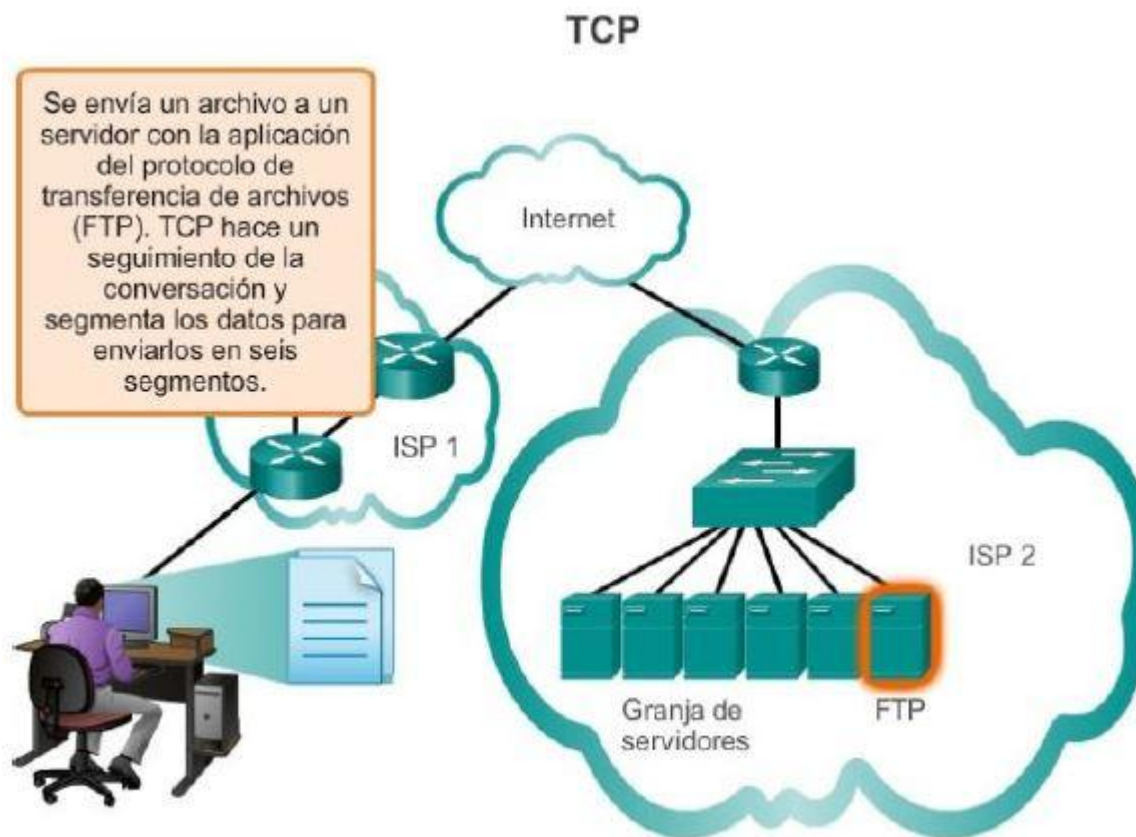 TCP
Se envía un archivo a un
servidor con la aplicación
del protocolo de
transferencia de archivos
(FTP). TCP hace un
seguimiento de la
conversación y
segmenta los datos para
enviarlos en seis
segmentos.
Internet
ISP 1
ISP 2
Granja de
servidores
FTP